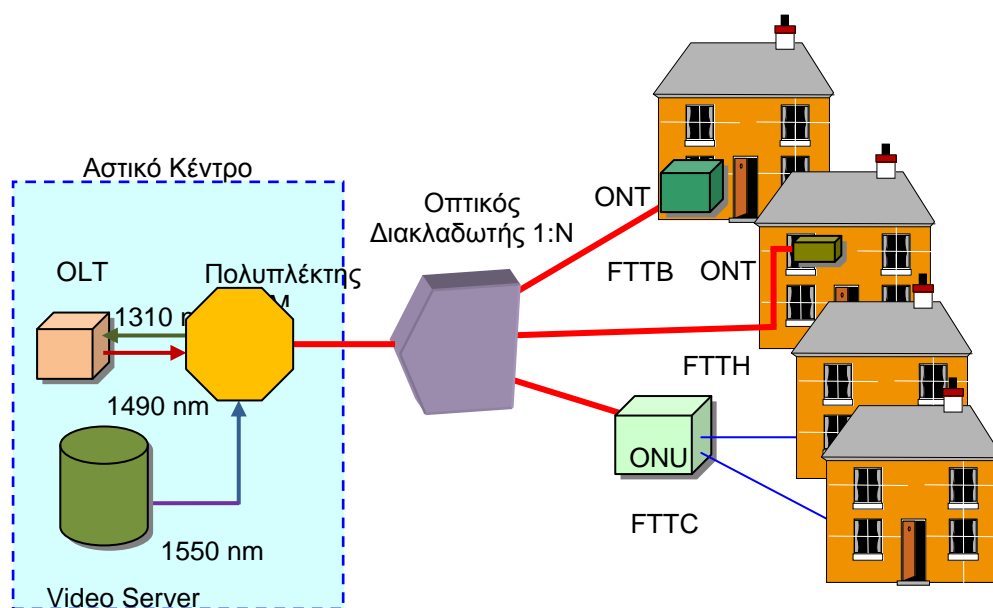 Αστικό Κέντρο
OLT
Πολυπλέκτης
M
1310 n
1490 nm
1550 nm
Video Server
Οπτικός
Διακλαδωτής 1:N
ONT
FTTB
ONT
FTTH
ONU
FTTC